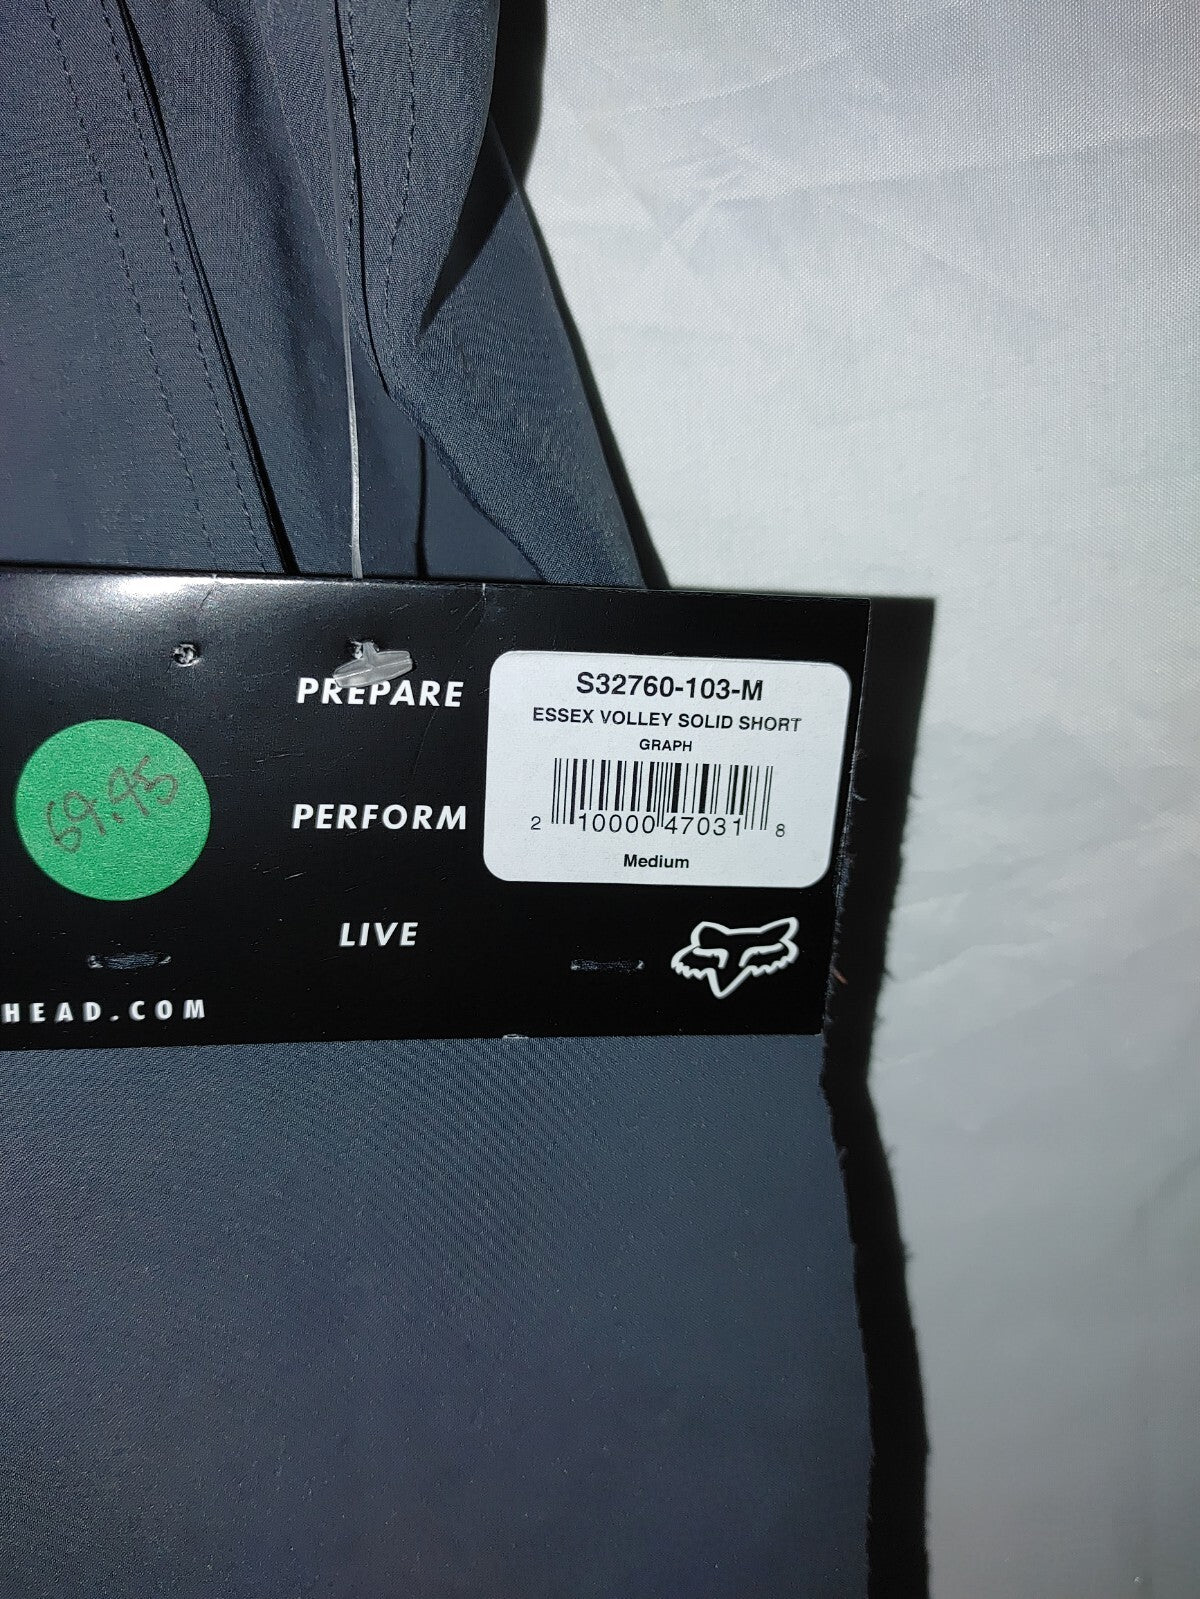 PREPARE
69.95
PERFORM
LIVE
HEAD.COM
S32760-103-M
ESSEX VOLLEY SOLID SHORT
GRAPH
2 10000 47031 8
Medium